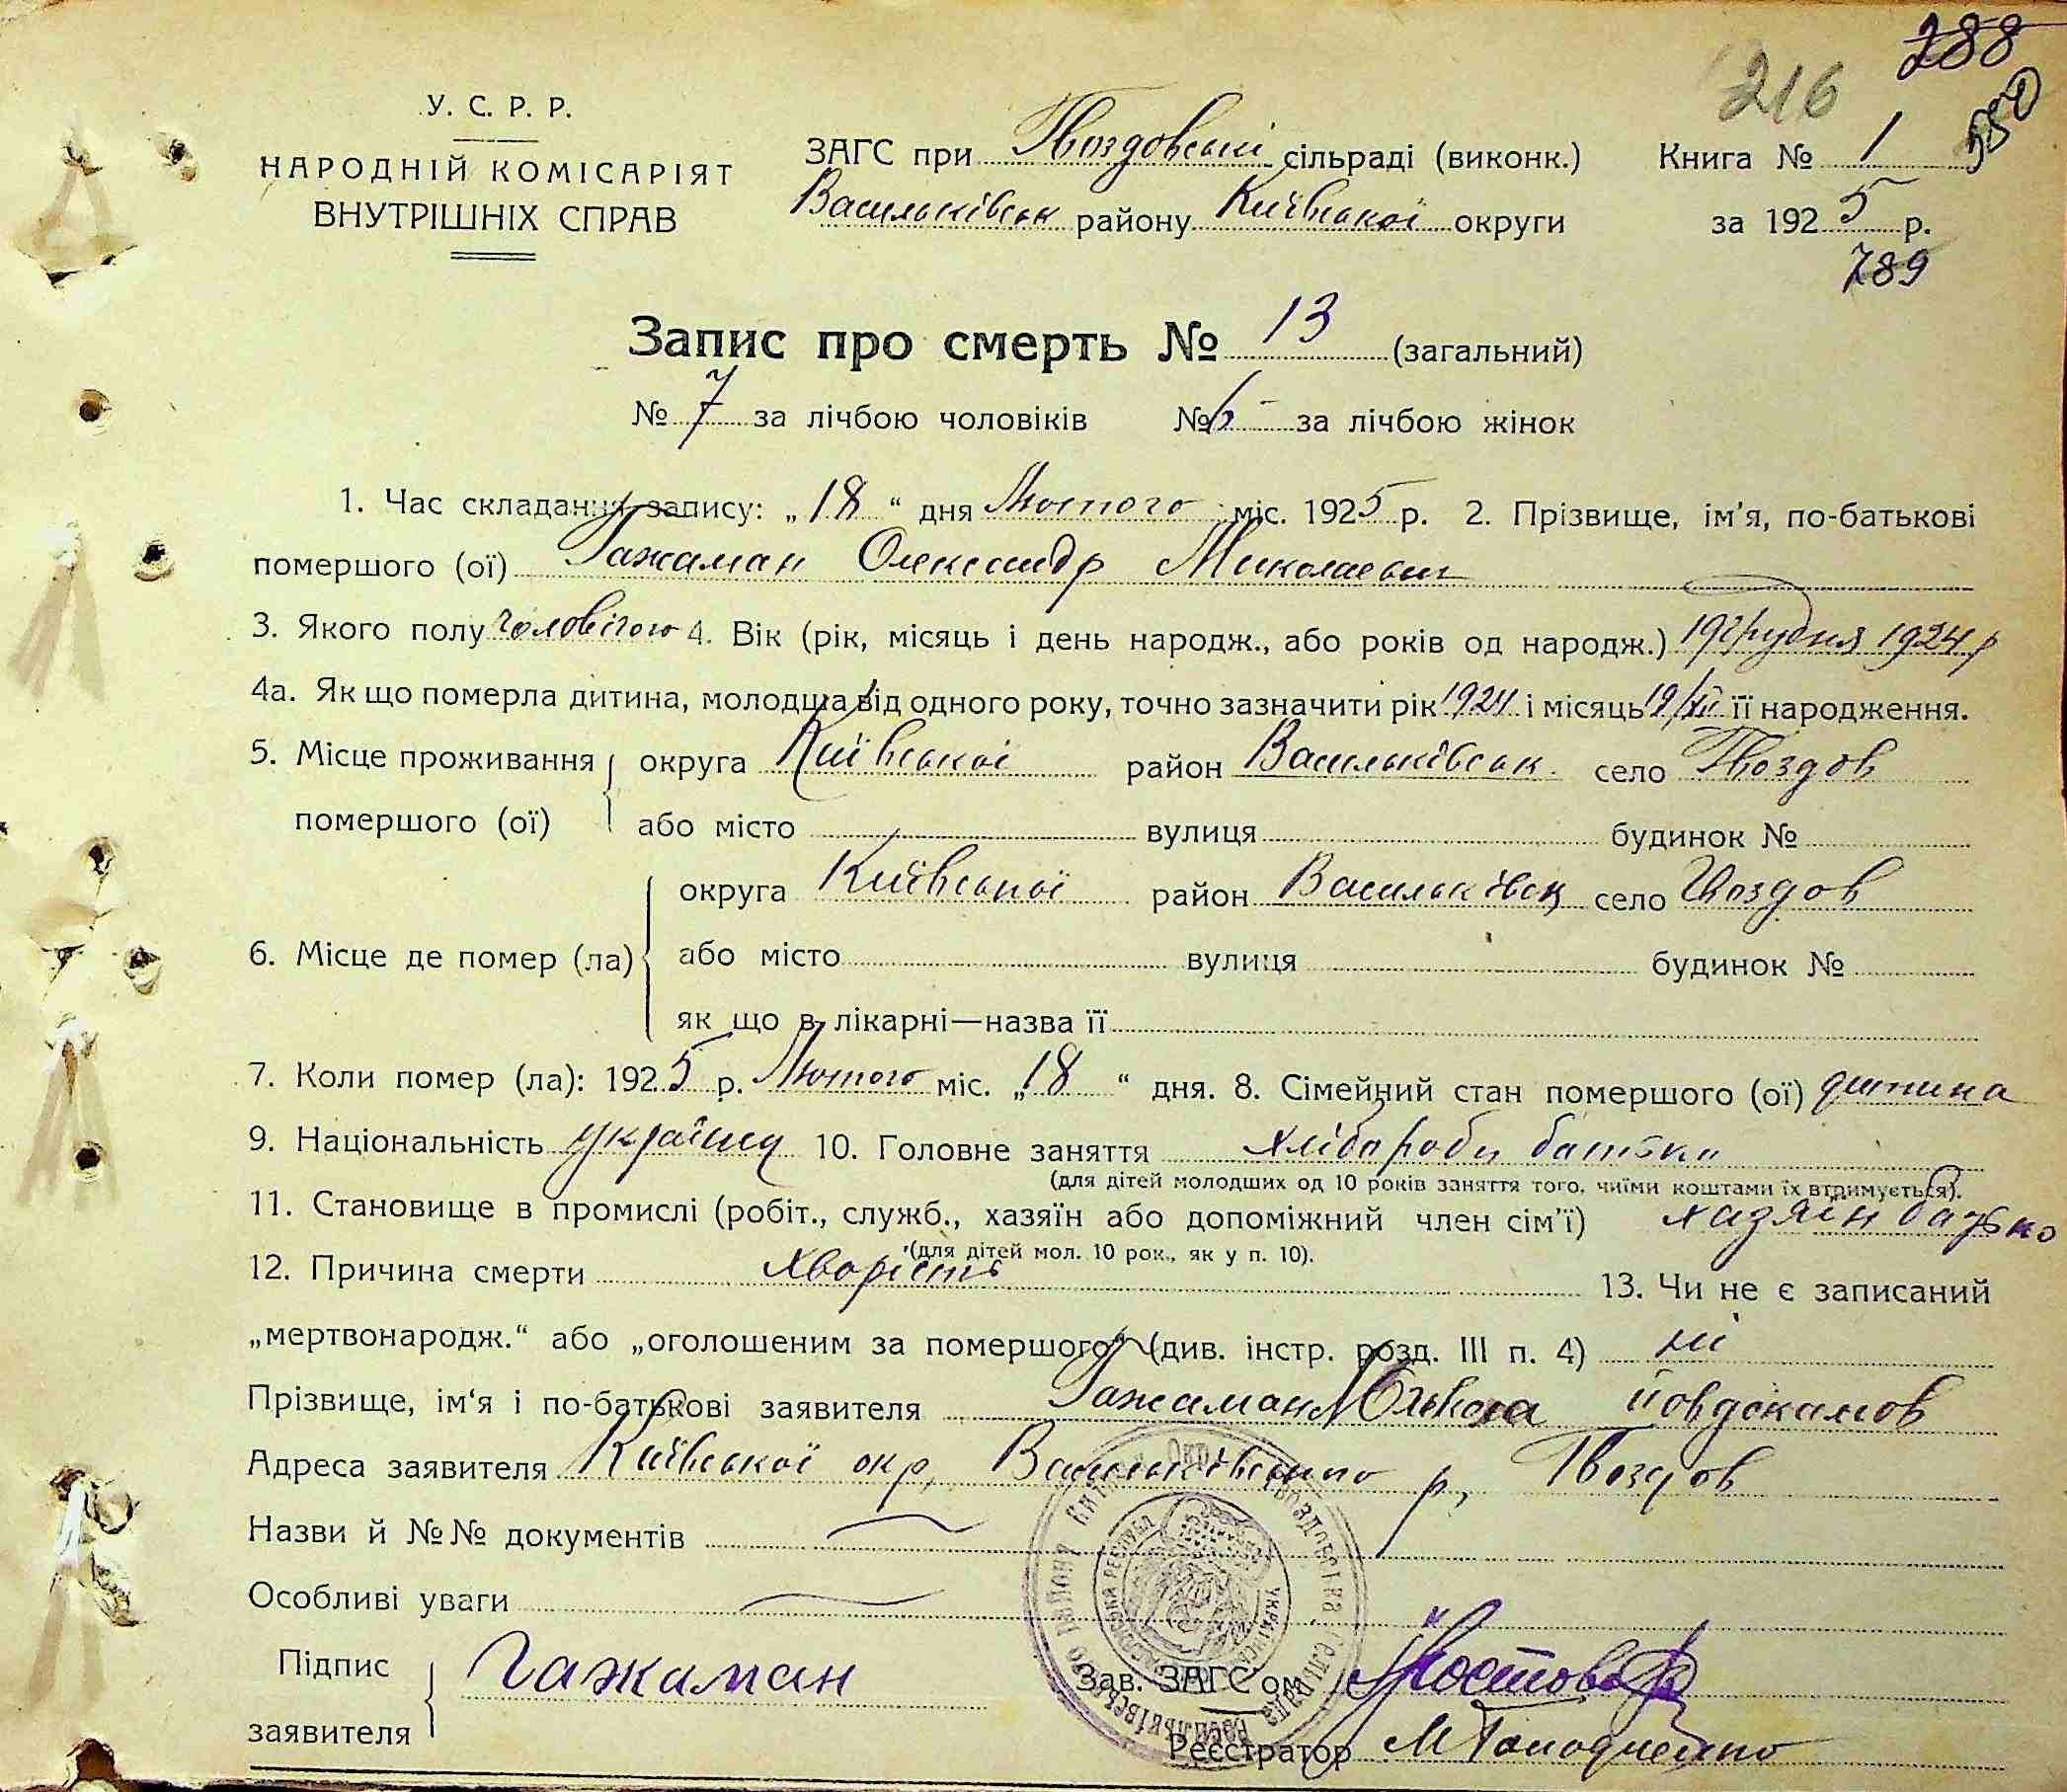 288
216
550
У. С. Р. Р.
НАРОДНІЙ КОМІСАРІЯТ
ВНУТРІШНІХ СПРАВ
ЗАГС при Гвоздовській сільраді (виконк.)
Васильківськ району Київської округи
Книга № 1
за 1925 р.
789
Запис про смерть № 13 (загальний)
№ 7 за лічбою чоловіків № 6 - за лічбою жінок
1. Час складання запису: „18“ дня Лютого міс. 1925 р. 2. Прізвище, ім'я, по-батькові
помершого (ої) Гажаман Олександр Миколаевич
3. Якого полу чоловічого 4. Вік (рік, місяць і день народж., або років од народж.) 19 Грудня 1924 р
4а. Як що померла дитина, молодша від одного року, точно зазначити рік 1924 і місяць 19/XII її народження.
5. Місце проживання округа Київської район Васильківськ. село Гвоздов
помершого (ої) або місто вулиця будинок №
округа Київської район Васильківськ село Гвоздов
6. Місце де помер (ла) або місто вулиця будинок №
як що в лікарні—назва її
7. Коли помер (ла): 1925 р. Лютого міс. „18“ дня. 8. Сімейний стан помершого (ої) дитина
9. Національність україец 10. Головне заняття хлібороби батьки
(для дітей молодших од 10 років заняття того, чиїми коштами їх втримується).
11. Становище в промислі (робіт., служб., хазяїн або допоміжний член сім'ї) хазяїн батько
(для дітей мол. 10 рок., як у п. 10).
12. Причина смерти хворість 13. Чи не є записаний
„мертвонародж.“ або „оголошеним за помершого“ (див. інстр. розд. III п. 4) ні
Прізвище, ім'я і по-батькові заявителя Гажаман Йовдокимов
Адреса заявителя Київської окр, Васильківського р, Гвоздов
Назви й №№ документів
Особливі уваги
Підпис
заявителя
Гажаман
Зав. ЗАГС'ом
Реєстратор М